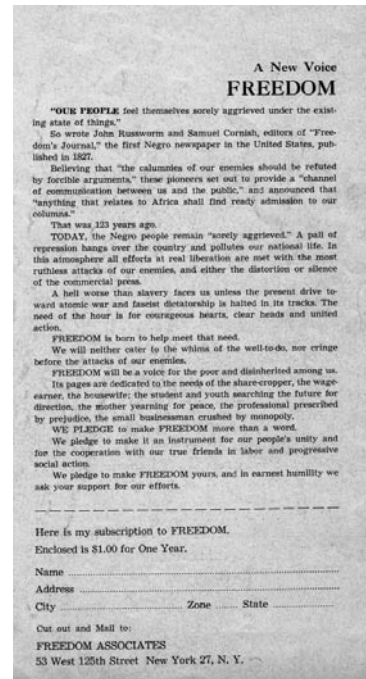 A New Voice
FREEDOM
"OUR PEOPLE feel themselves sorely aggrieved under the exist-
ing state of things."
So wrote John Russworm and Samuel Cornish, editors of "Free-
dom's Journal," the first Negro newspaper in the United States, pub-
lished in 1827.
Believing that "the calumnies of our enemies should be refuted
by forcible arguments," these pioneers set out to provide a "channel
of communication between us and the public," and announced that
"anything that relates to Africa shall find ready admission to our
columns."
That was 123 years ago.
TODAY, the Negro people remain "sorely aggrieved." A pall of
repression hangs over the country and pollutes our national life. In
this atmosphere all efforts at real liberation are met with the most
ruthless attacks of our enemies, and either the distortion or silence
of the commercial press.
A hell worse than slavery faces us unless the present drive to-
ward atomic war and fascist dictatorship is halted in its tracks. The
need of the hour is for courageous hearts, clear heads and united
action.
FREEDOM is born to help meet that need.
We will neither cater to the whims of the well-to-do, nor cringe
before the attacks of our enemies.
FREEDOM will be a voice for the poor and disinherited among us.
Its pages are dedicated to the needs of the share-cropper, the wage-
earner, the housewife; the student and youth searching the future for
direction, the mother yearning for peace, the professional prescribed
by prejudice, the small businessman crushed by monopoly.
WE PLEDGE to make FREEDOM more than a word.
We pledge to make it an instrument for our people's unity and
for the cooperation with our true friends in labor and progressive
social action.
We pledge to make FREEDOM yours, and in earnest humility we
ask your support for our efforts.
Here is my subscription to FREEDOM.
Enclosed is $1.00 for One Year.
Name
Address
City Zone State
Cut out and Mail to:
FREEDOM ASSOCIATES
53 West 125th Street New York 27, N. Y.